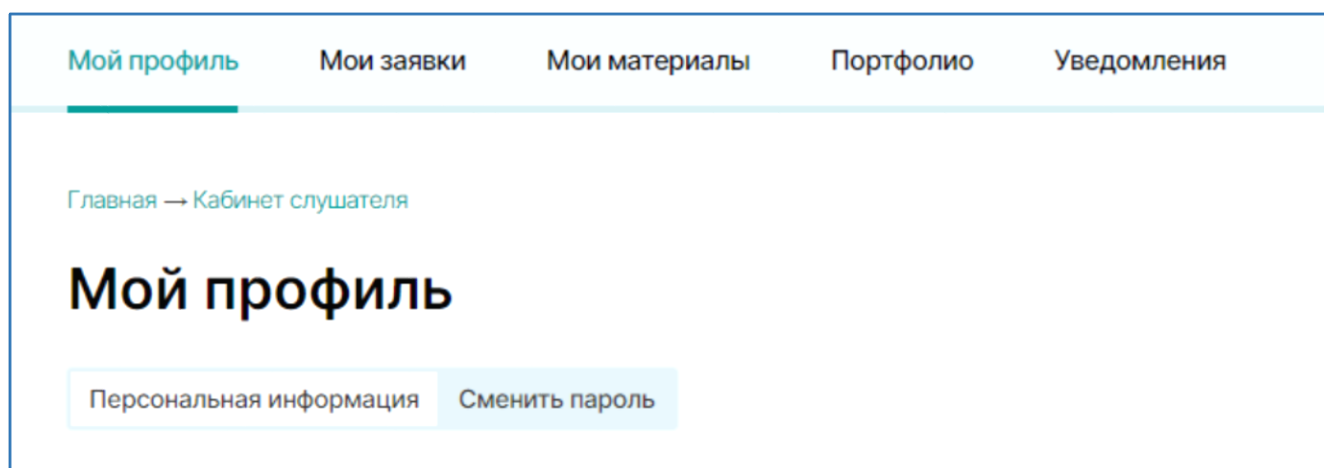 Мой профиль Мои заявки Мои материалы Портфолио Уведомления
Главная → Кабинет слушателя
Мой профиль
Персональная информация Сменить пароль